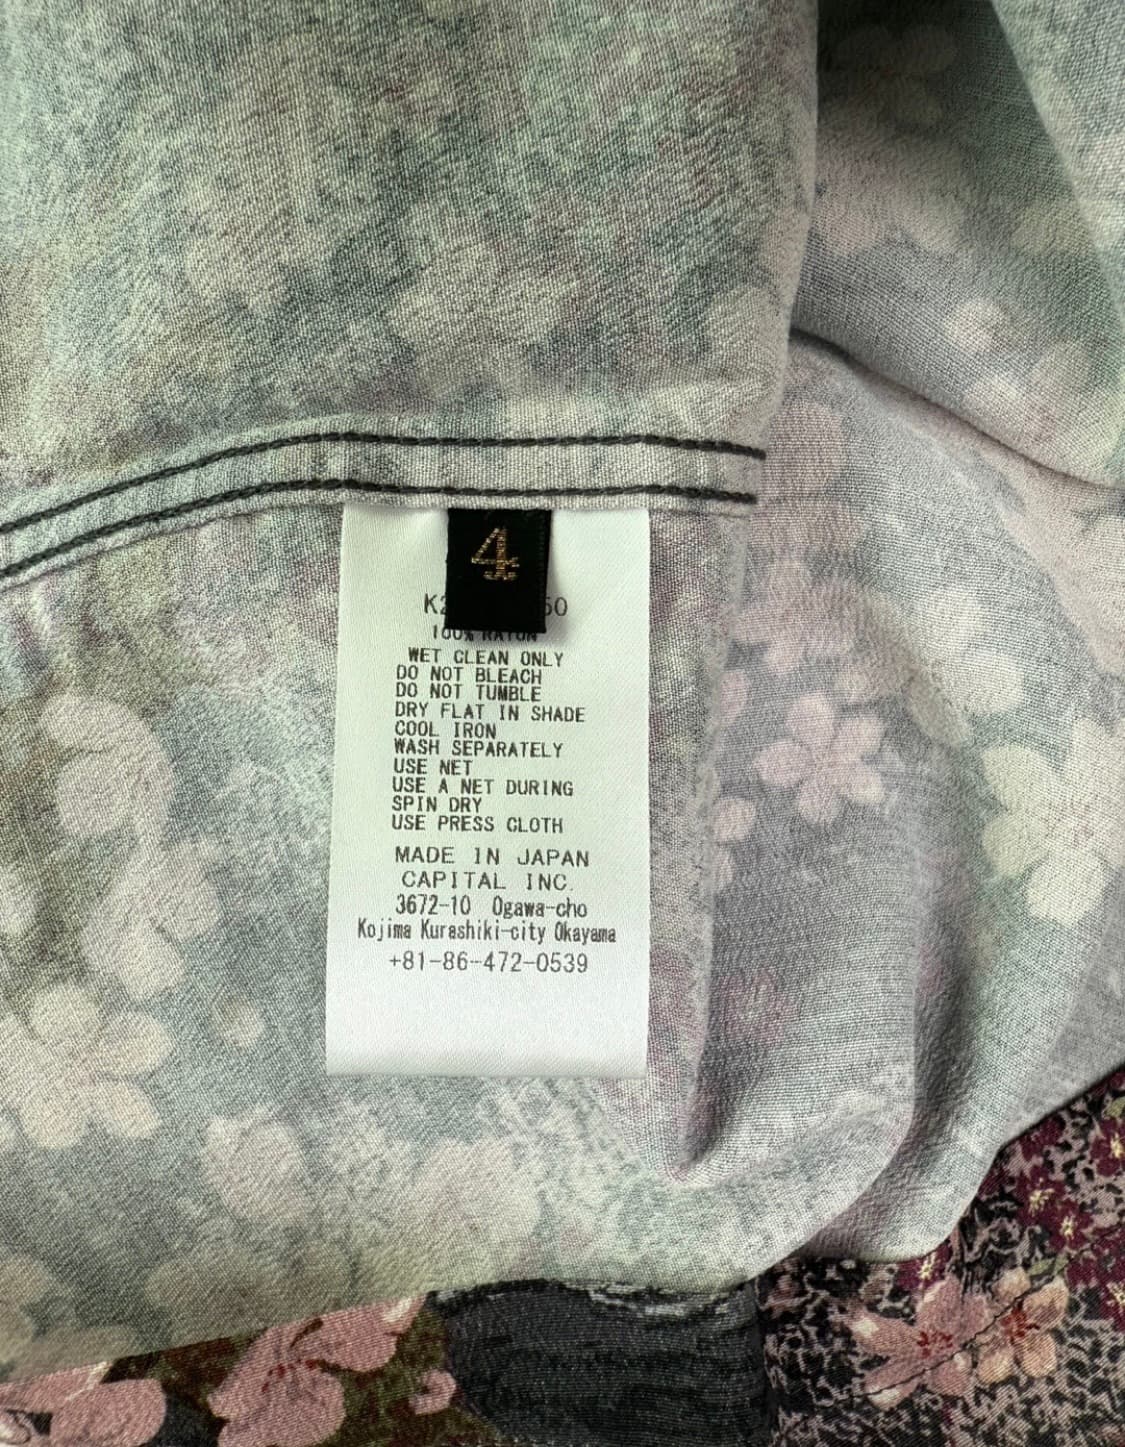 4
100% RAYON
WET CLEAN ONLY
DO NOT BLEACH
DO NOT TUMBLE
DRY FLAT IN SHADE
COOL IRON
WASH SEPARATELY
USE NET
USE A NET DURING
SPIN DRY
USE PRESS CLOTH
MADE IN JAPAN
CAPITAL INC.
3672-10 Ogawa-cho
Kojima Kurashiki-city Okayama
+81-86-472-0539